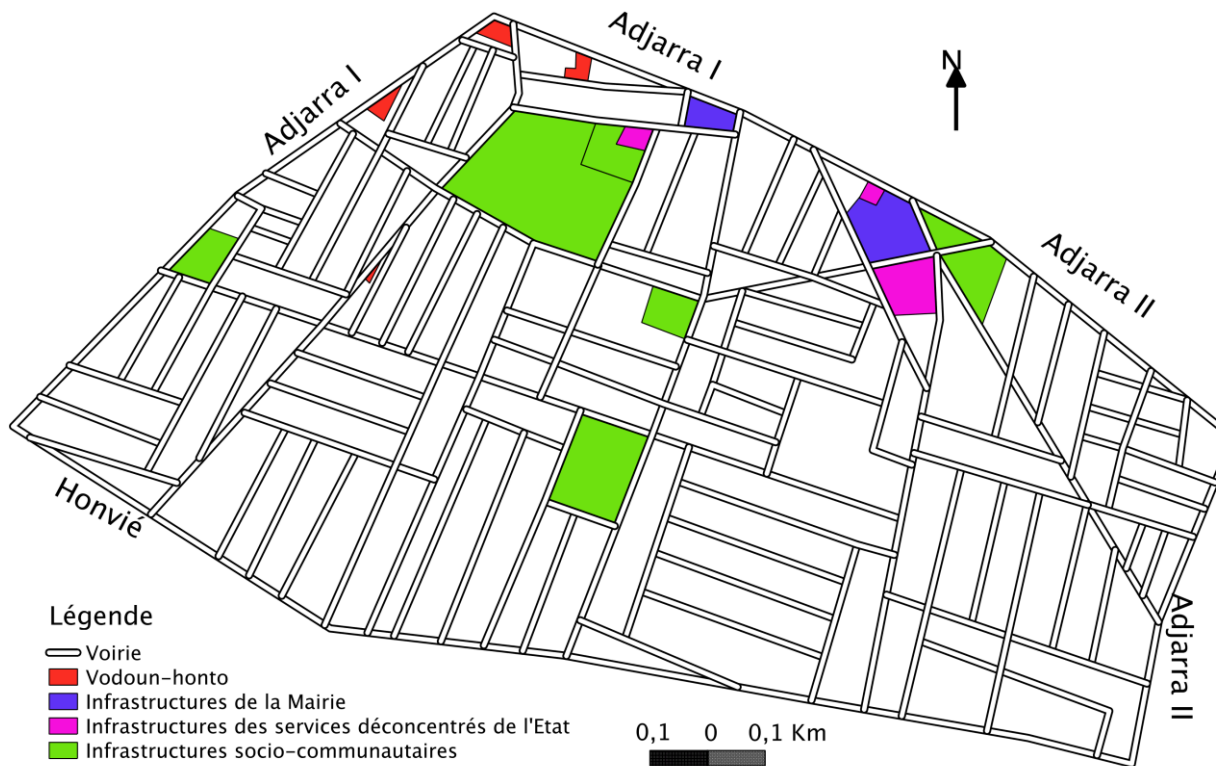 Adjarra I
N
Adjarra I
Adjarra II
Honvié
Adjarra II
Légende
Voirie
Vodoun-honto
Infrastructures de la Mairie
Infrastructures des services déconcentrés de l'Etat
Infrastructures socio-communautaires
0,1 0 0,1 Km